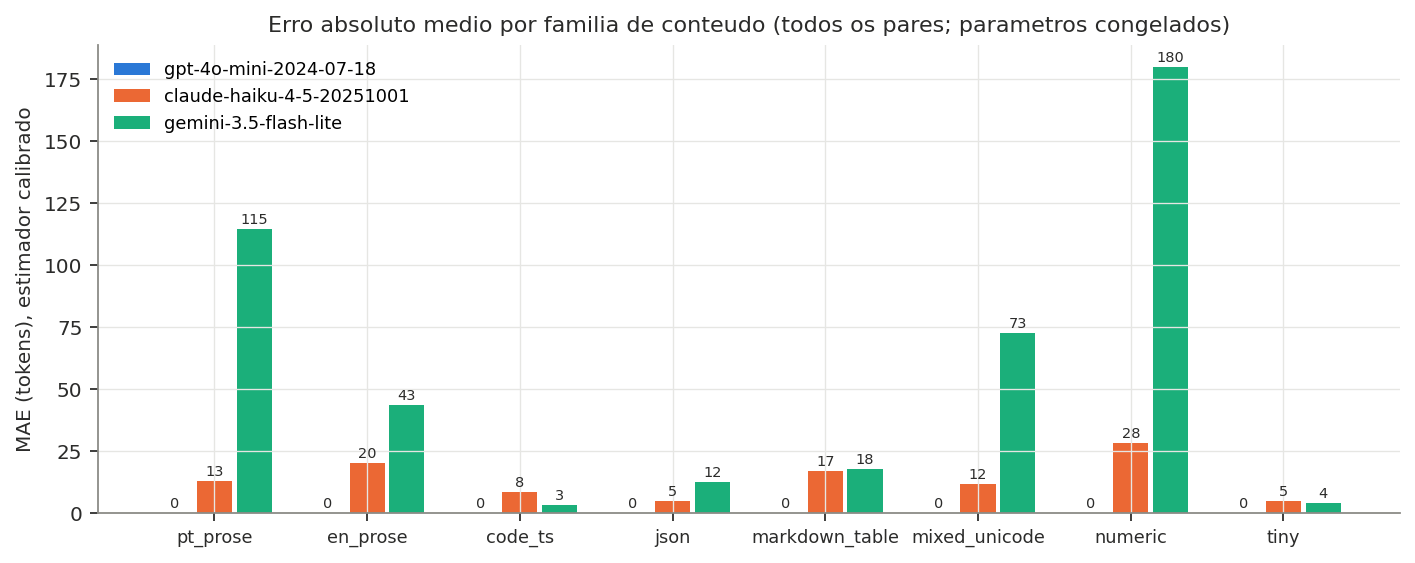 Erro absoluto medio por familia de conteudo (todos os pares; parametros congelados)
MAE (tokens), estimador calibrado
gpt-4o-mini-2024-07-18
claude-haiku-4-5-20251001
gemini-3.5-flash-lite
175
150
125
100
75
50
25
0
0 13 115
0 20 43
0 8 3
0 5 12
0 17 18
0 12 73
0 28 180
0 5 4
pt_prose en_prose code_ts json markdown_table mixed_unicode numeric tiny